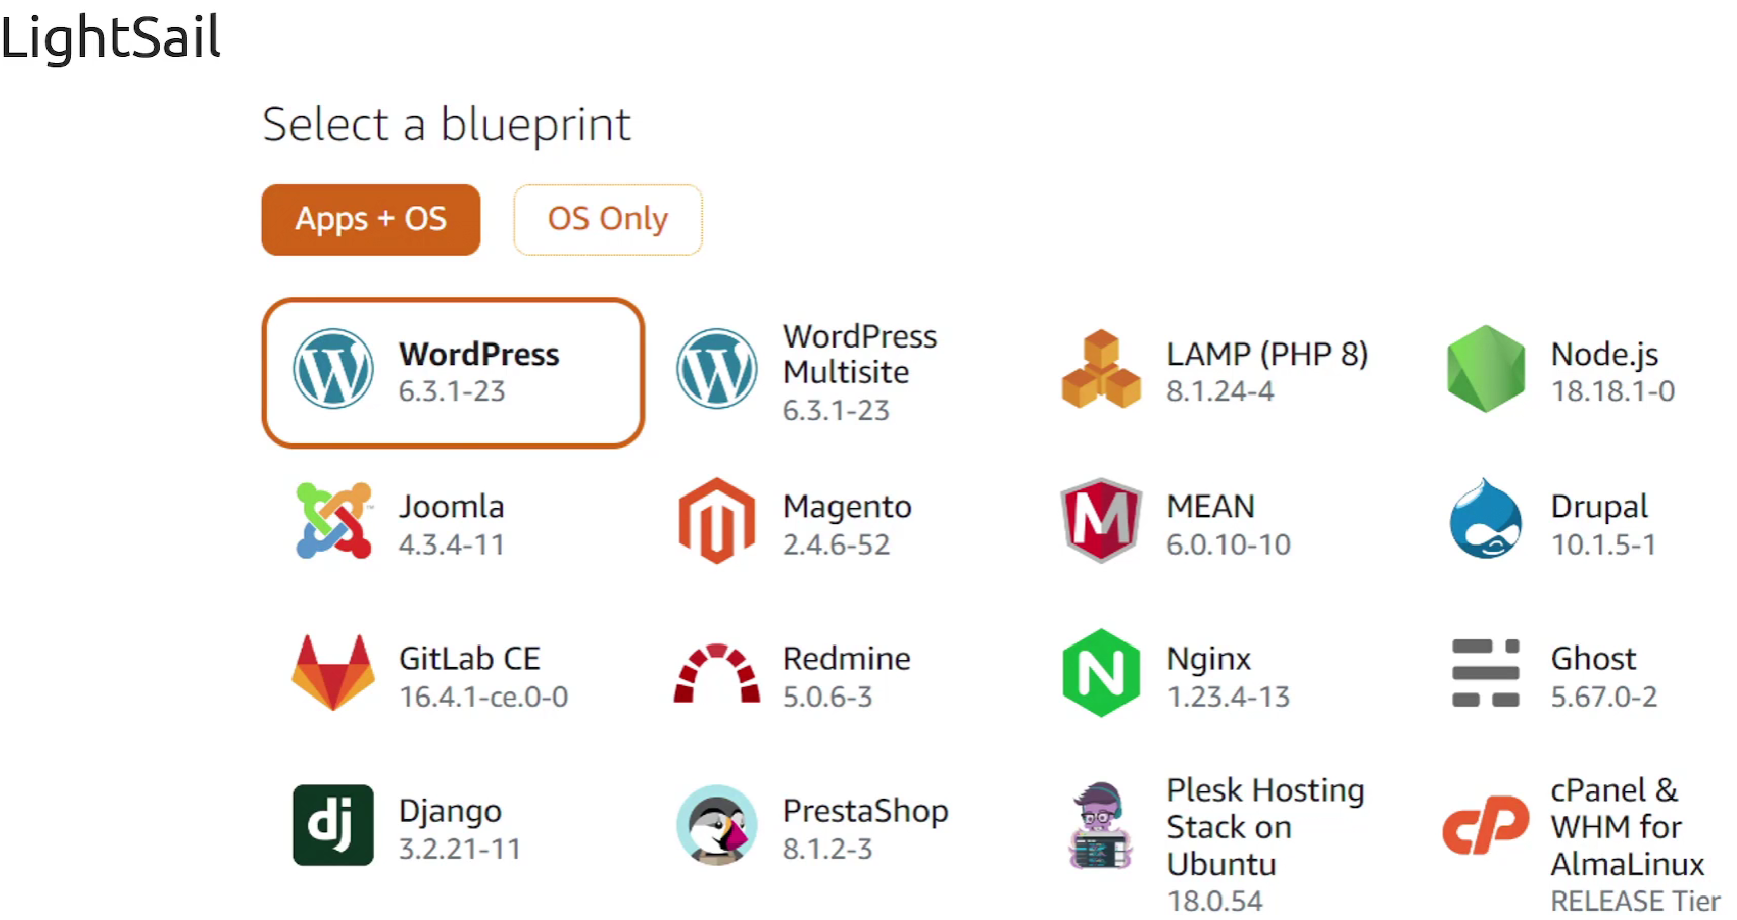 LightSail
Select a blueprint
Apps + OS
OS Only
WordPress
6.3.1-23
WordPress
Multisite
6.3.1-23
LAMP (PHP 8)
8.1.24-4
Node.js
18.18.1-0
Joomla
4.3.4-11
Magento
2.4.6-52
MEAN
6.0.10-10
Drupal
10.1.5-1
GitLab CE
16.4.1-ce.0-0
Redmine
5.0.6-3
Nginx
1.23.4-13
Ghost
5.67.0-2
dj
Django
3.2.21-11
PrestaShop
8.1.2-3
Plesk Hosting
Stack on
Ubuntu
18.0.54
cP
cPanel &
WHM for
AlmaLinux
RELEASE Tier